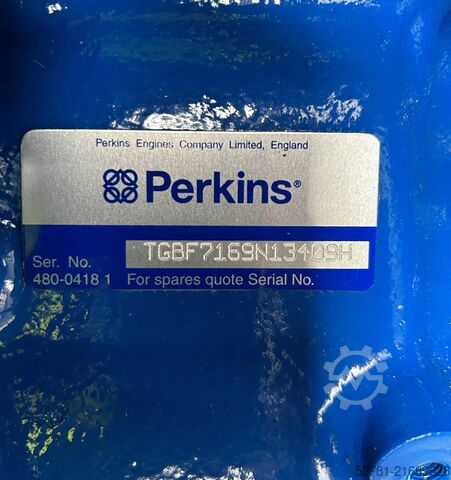 Perkins Engines Company Limited, England
Perkins®
Ser. No. TGBF7169N13409H
480-0418 1 For spares quote Serial No.